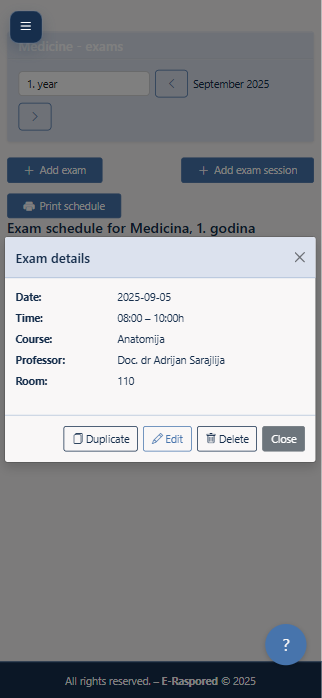 Medicine - exams
1. year
September 2025
Add exam
Add exam session
Print schedule
Exam schedule for Medicina, 1. godina
Exam details
Date: 2025-09-05
Time: 08:00 – 10:00h
Course: Anatomija
Professor: Doc. dr Adrijan Sarajlija
Room: 110
Duplicate Edit Delete Close
?
All rights reserved. – E-Raspored © 2025